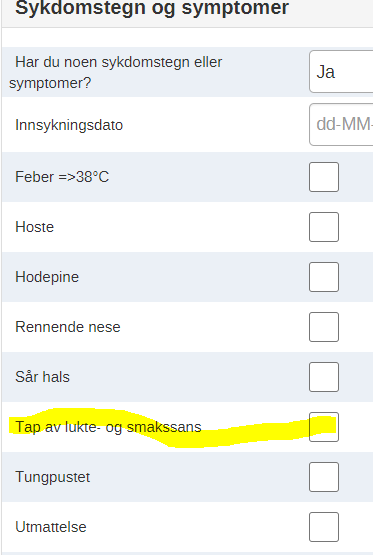 Sykdomstegn og symptomer
Har du noen sykdomstegn eller
symptomer?
Ja
Innsykningsdato
dd-MM-
Feber =>38°C
Hoste
Hodepine
Rennende nese
Sår hals
Tap av lukte- og smakssans
Tungpustet
Utmattelse